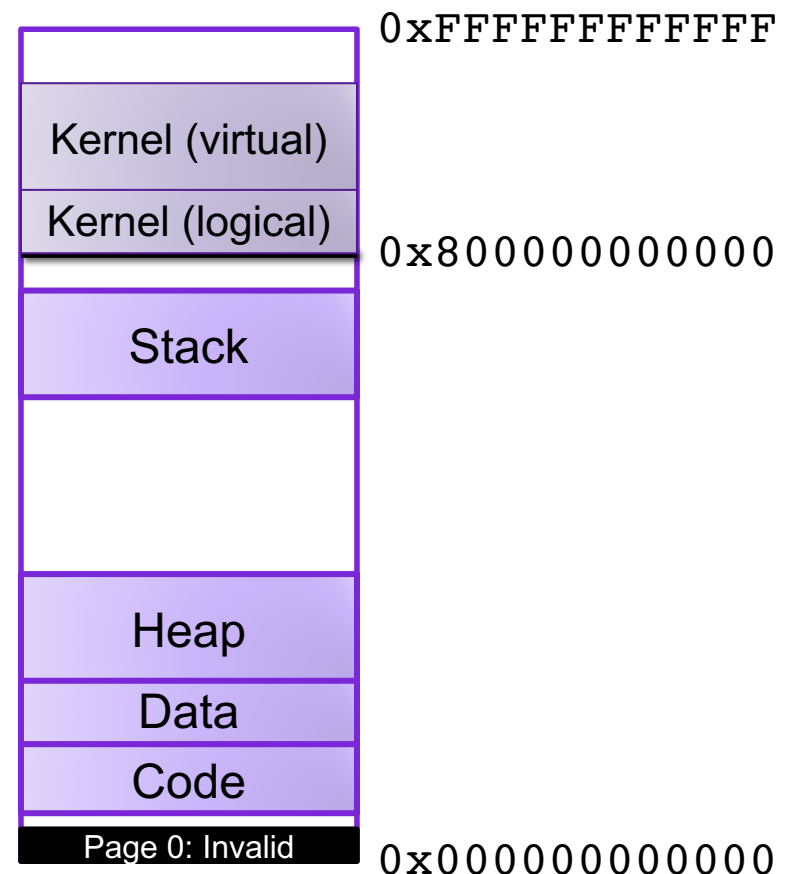 0xFFFFFFFFFFFF
Kernel (virtual)
Kernel (logical)
0x800000000000
Stack
Heap
Data
Code
Page 0: Invalid
0x000000000000